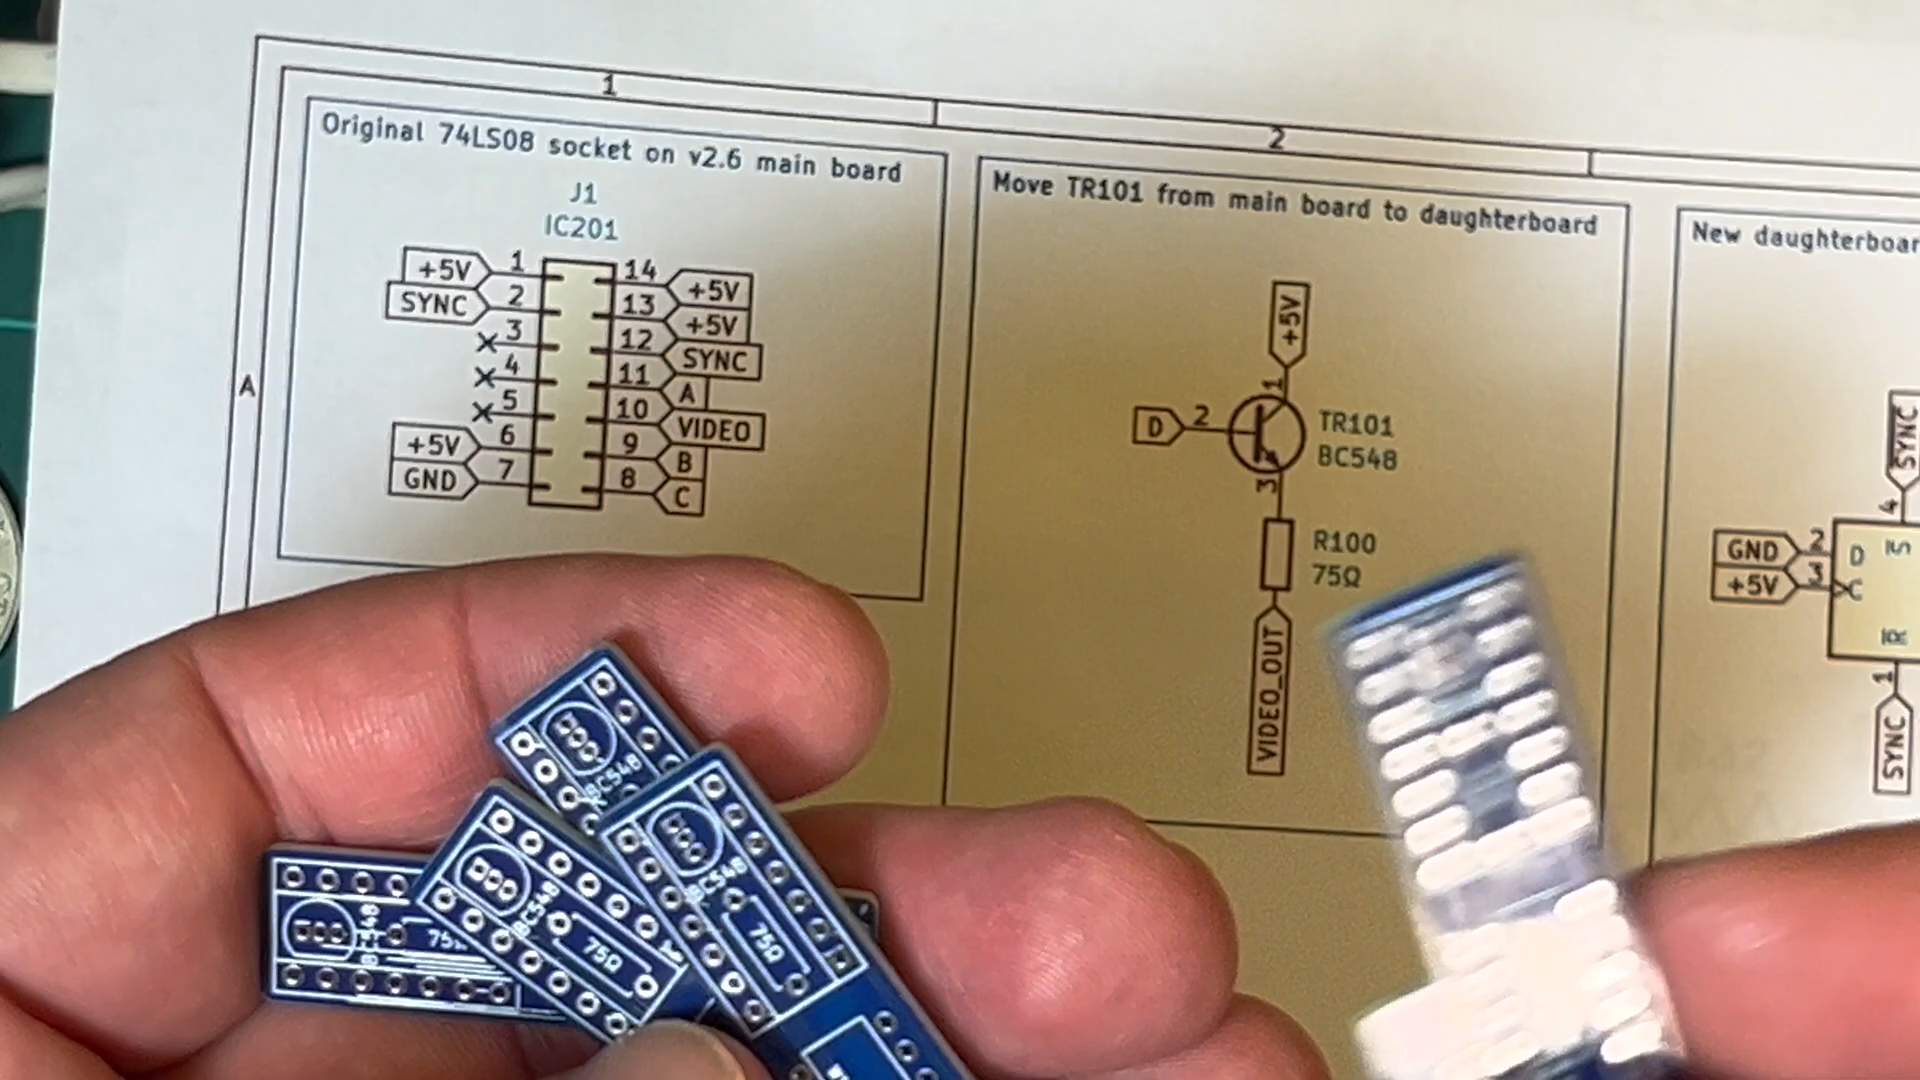 1
2
A
Original 74LS08 socket on v2.6 main board
J1
IC201
+5V 1 14 +5V
SYNC 2 13 +5V
3 12 SYNC
4 11 A
5 10 VIDEO
+5V 6 9 B
GND 7 8 C
Move TR101 from main board to daughterboard
+5V
1
D 2
TR101
BC548
3
R100
75Ω
VIDEO_OUT
New daughterboar
SYNC
4
GND 2 D S
+5V 3 C
R
1
SYNC
BC548
BC548
75Ω
BC548
75Ω
BC548
75